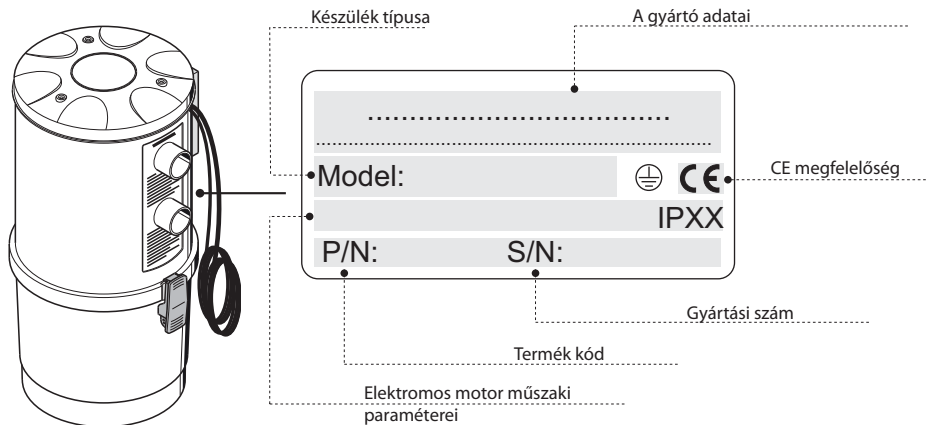 Készülék típusa
A gyártó adatai
..................................
..................................................................................
Model:
CE
CE megfelelőség
IPXX
P/N:
S/N:
Gyártási szám
Termék kód
Elektromos motor műszaki
paraméterei